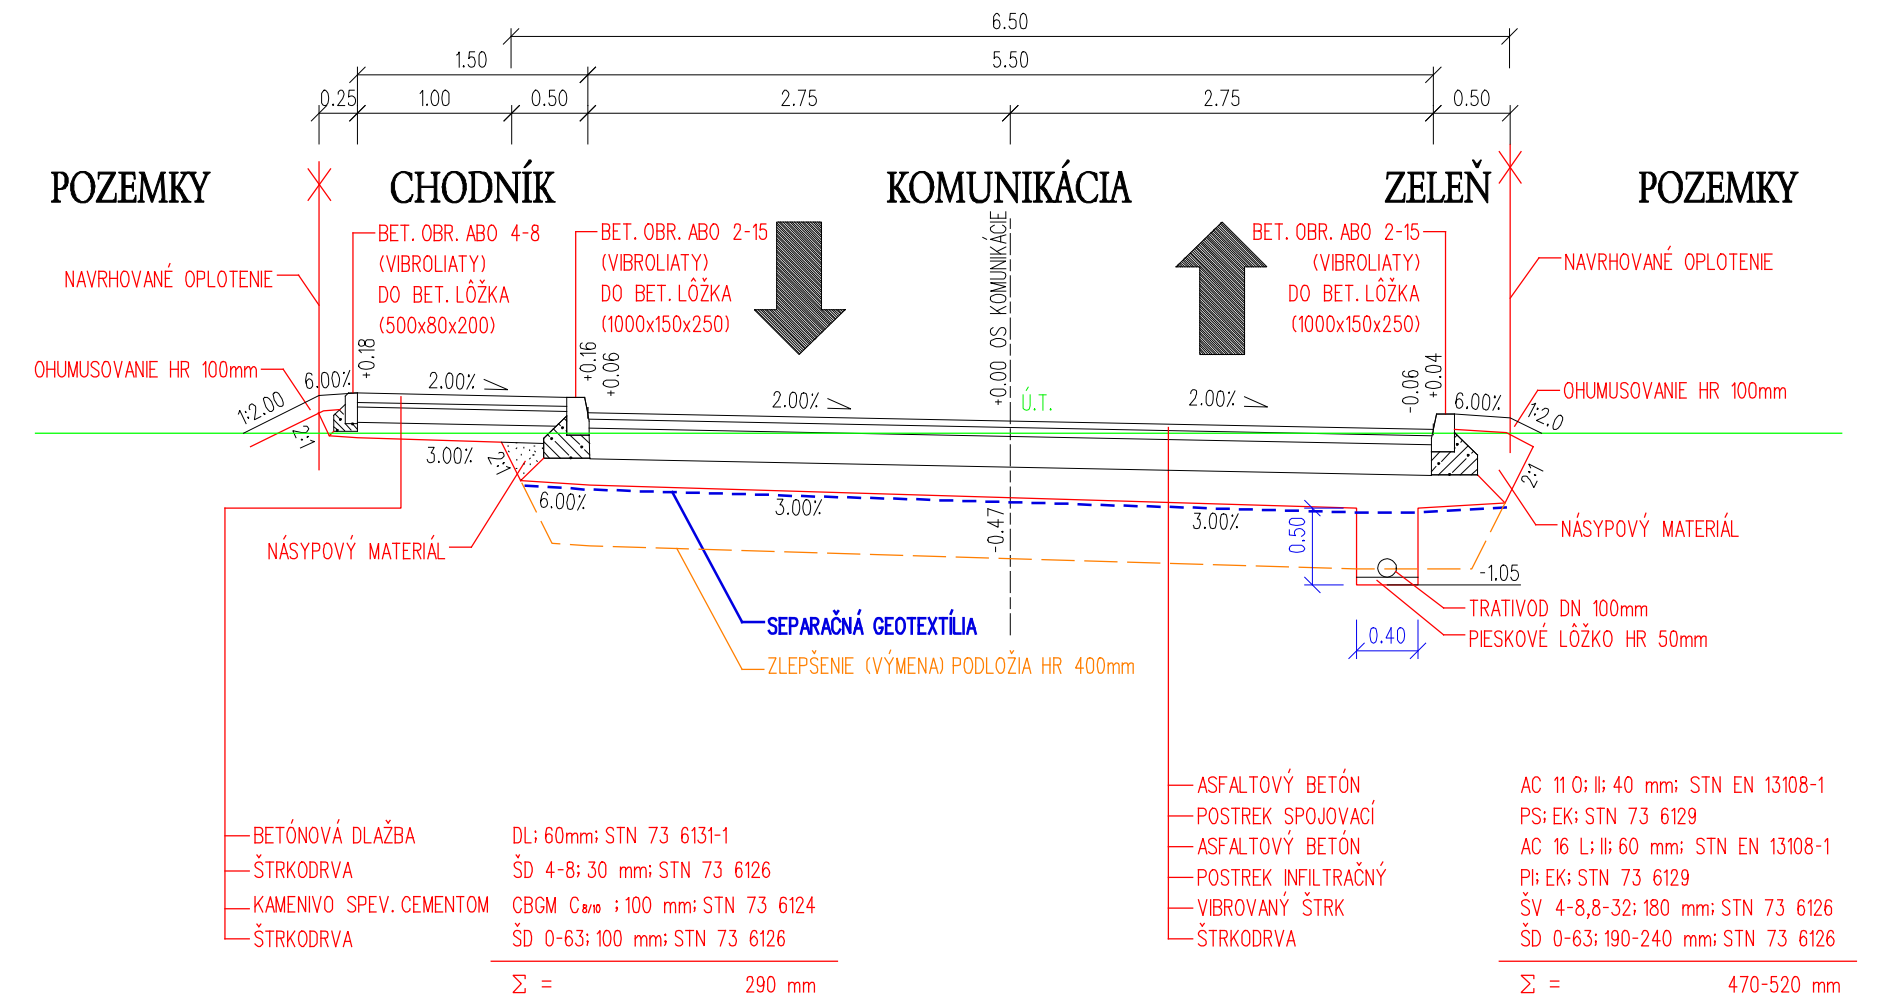 6.50
1.50 5.50
0.25 1.00 0.50 2.75 2.75 0.50
POZEMKY CHODNÍK KOMUNIKÁCIA ZELEŇ POZEMKY
NAVRHOVANÉ OPLOTENIE
BET. OBR. ABO 4-8
(VIBROLIATY)
DO BET. LÔŽKA
(500x80x200)
BET. OBR. ABO 2-15
(VIBROLIATY)
DO BET. LÔŽKA
(1000x150x250)
+0.00 OS KOMUNIKÁCIE
BET. OBR. ABO 2-15
(VIBROLIATY)
DO BET. LÔŽKA
(1000x150x250)
NAVRHOVANÉ OPLOTENIE
OHUMUSOVANIE HR 100mm
1:2.00
6.00%
+0.18
2.00%
+0.16
+0.06
2.00%
Ú.T.
2.00%
-0.06
+0.04
6.00%
OHUMUSOVANIE HR 100mm
1:2.0
2:1
3.00%
2:1
6.00%
3.00%
-0.47
3.00%
2:1
NÁSYPOVÝ MATERIÁL
NÁSYPOVÝ MATERIÁL
0.50
-1.05
TRATIVOD DN 100mm
PIESKOVÉ LÔŽKO HR 50mm
0.40
SEPARAČNÁ GEOTEXTÍLIA
ZLEPŠENIE (VÝMENA) PODLOŽIA HR 400mm
BETÓNOVÁ DLAŽBA DL; 60mm; STN 73 6131-1
ŠTRKODRVA ŠD 4-8; 30 mm; STN 73 6126
KAMENIVO SPEV. CEMENTOM CBGM C8/10 ; 100 mm; STN 73 6124
ŠTRKODRVA ŠD 0-63; 100 mm; STN 73 6126
Σ = 290 mm
ASFALTOVÝ BETÓN AC 11 O; II; 40 mm; STN EN 13108-1
POSTREK SPOJOVACÍ PS; EK; STN 73 6129
ASFALTOVÝ BETÓN AC 16 L; II; 60 mm; STN EN 13108-1
POSTREK INFILTRAČNÝ PI; EK; STN 73 6129
VIBROVANÝ ŠTRK ŠV 4-8,8-32; 180 mm; STN 73 6126
ŠTRKODRVA ŠD 0-63; 190-240 mm; STN 73 6126
Σ = 470-520 mm